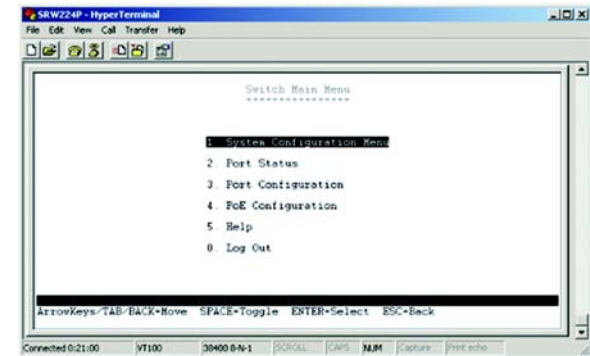 SRW224P - HyperTerminal
File Edit View Call Transfer Help
Switch Main Menu
****************
1. System Configuration Menu
2. Port Status
3. Port Configuration
4. PoE Configuration
5. Help
0. Log Out
ArrowKeys/TAB/BACK=Move SPACE=Toggle ENTER=Select ESC=Back
Connected 0:21:00 VT100 38400 8-N-1 SCROLL CAPS NUM Capture Print echo